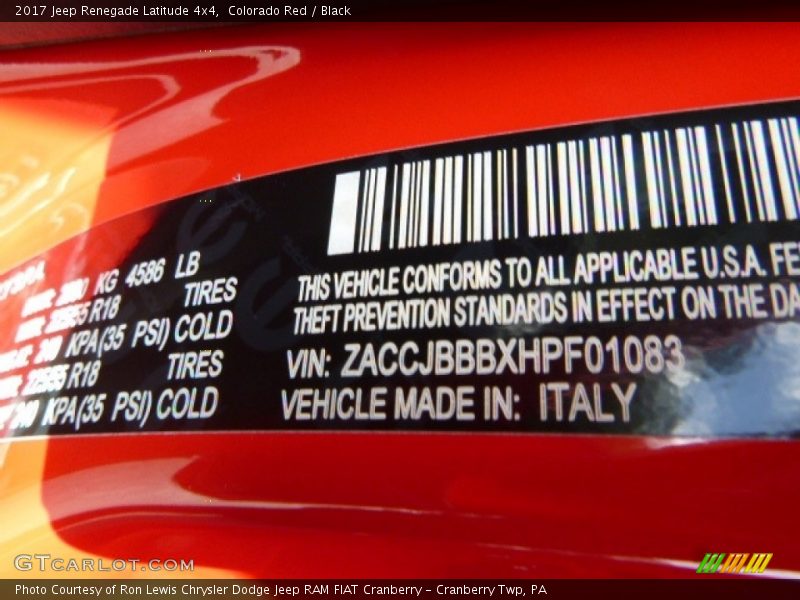 2017 Jeep Renegade Latitude 4x4, Colorado Red / Black
KG 4586 LB
R18 TIRES
KPA(35 PSI) COLD
R18 TIRES
KPA(35 PSI) COLD
THIS VEHICLE CONFORMS TO ALL APPLICABLE U.S.A. FE
THEFT PREVENTION STANDARDS IN EFFECT ON THE DA
VIN: ZACCJBBBXHPF01083
VEHICLE MADE IN: ITALY
GTCARLOT.COM
Photo Courtesy of Ron Lewis Chrysler Dodge Jeep RAM FIAT Cranberry – Cranberry Twp, PA